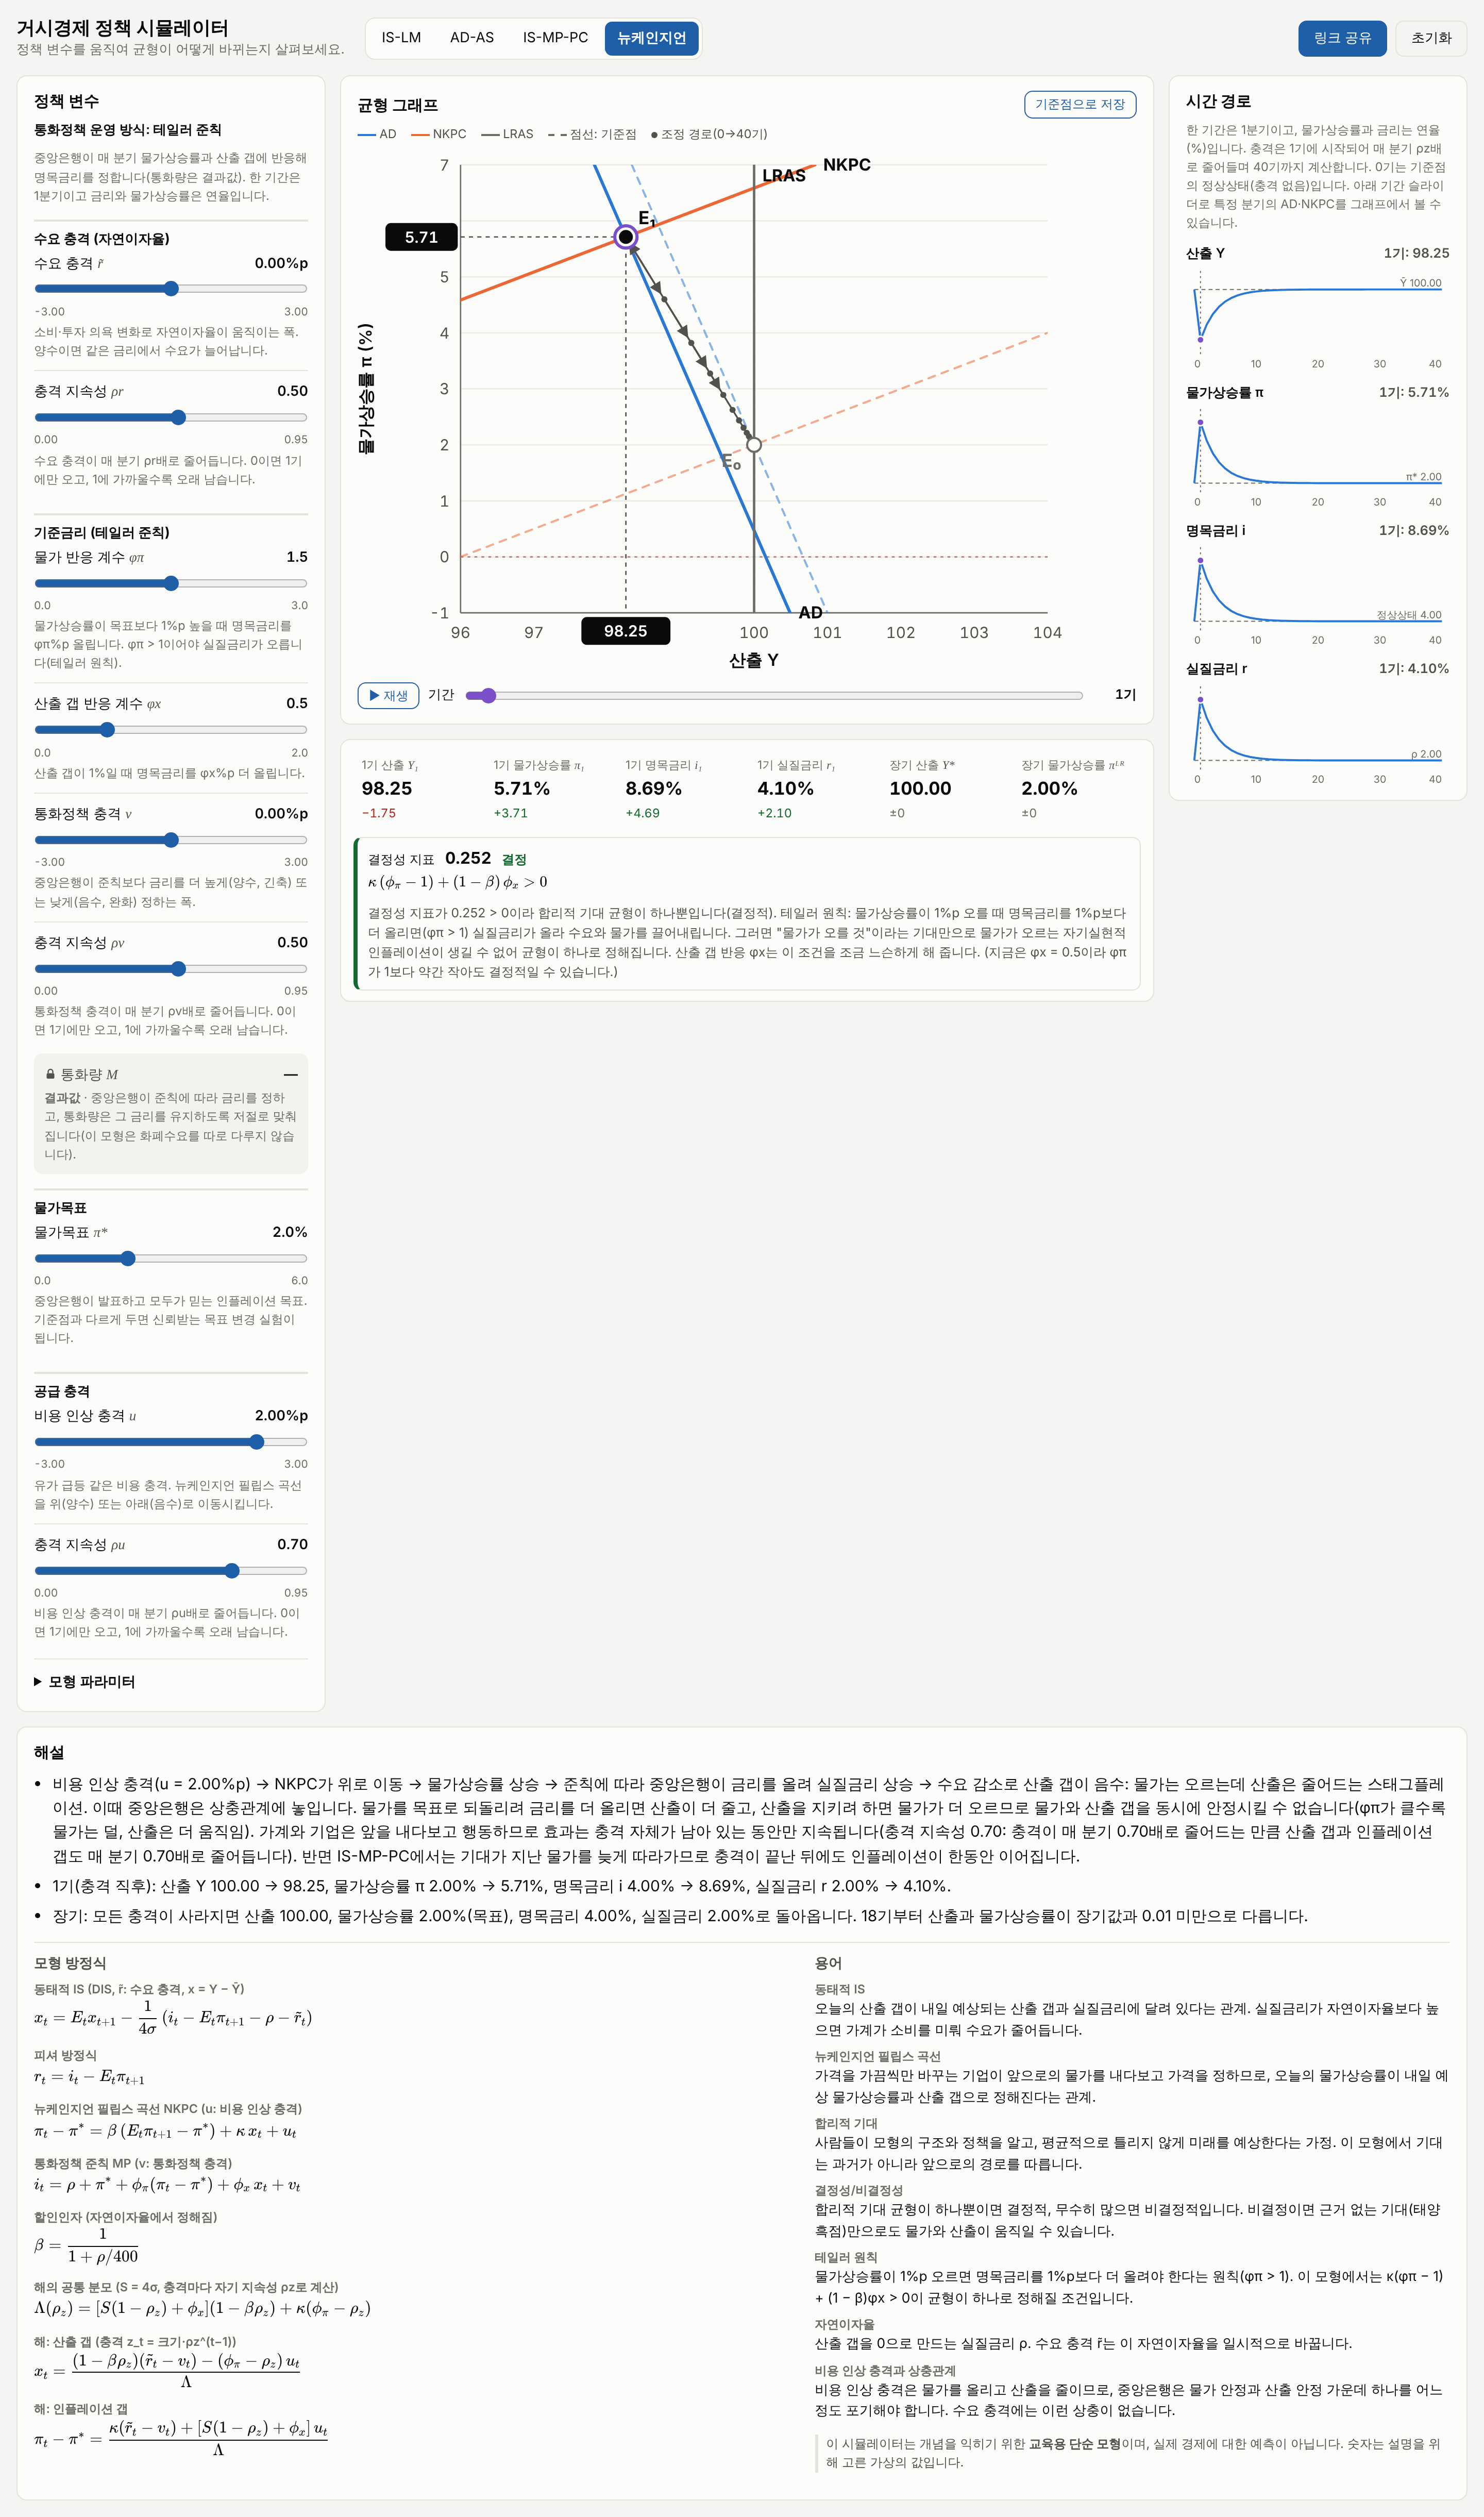 거시경제 정책 시뮬레이터
정책 변수를 움직여 균형이 어떻게 바뀌는지 살펴보세요.
IS-LM
AD-AS
IS-MP-PC
뉴케인지언
링크 공유
초기화
정책 변수
통화정책 운영 방식: 테일러 준칙
중앙은행이 매 분기 물가상승률과 산출 갭에 반응해
명목금리를 정합니다(통화량은 결과값). 한 기간은
1분기이고 금리와 물가상승률은 연율입니다.
수요 충격 (자연이자율)
수요 충격 r̃ 0.00%p
-3.00 3.00
소비·투자 의욕 변화로 자연이자율이 움직이는 폭.
양수이면 같은 금리에서 수요가 늘어납니다.
충격 지속성 ρr 0.50
0.00 0.95
수요 충격이 매 분기 ρr배로 줄어듭니다. 0이면 1기
에만 오고, 1에 가까울수록 오래 남습니다.
기준금리 (테일러 준칙)
물가 반응 계수 φπ 1.5
0.0 3.0
물가상승률이 목표보다 1%p 높을 때 명목금리를
φπ%p 올립니다. φπ > 1이어야 실질금리가 오릅니
다(테일러 원칙).
산출 갭 반응 계수 φx 0.5
0.0 2.0
산출 갭이 1%일 때 명목금리를 φx%p 더 올립니다.
통화정책 충격 v 0.00%p
-3.00 3.00
중앙은행이 준칙보다 금리를 더 높게(양수, 긴축) 또
는 낮게(음수, 완화) 정하는 폭.
충격 지속성 ρv 0.50
0.00 0.95
통화정책 충격이 매 분기 ρv배로 줄어듭니다. 0이
면 1기에만 오고, 1에 가까울수록 오래 남습니다.
통화량 M —
결과값 · 중앙은행이 준칙에 따라 금리를 정하
고, 통화량은 그 금리를 유지하도록 저절로 맞춰
집니다(이 모형은 화폐수요를 따로 다루지 않습
니다).
물가목표
물가목표 π* 2.0%
0.0 6.0
중앙은행이 발표하고 모두가 믿는 인플레이션 목표.
기준점과 다르게 두면 신뢰받는 목표 변경 실험이
됩니다.
공급 충격
비용 인상 충격 u 2.00%p
-3.00 3.00
유가 급등 같은 비용 충격. 뉴케인지언 필립스 곡선
을 위(양수) 또는 아래(음수)로 이동시킵니다.
충격 지속성 ρu 0.70
0.00 0.95
비용 인상 충격이 매 분기 ρu배로 줄어듭니다. 0이
면 1기에만 오고, 1에 가까울수록 오래 남습니다.
▶ 모형 파라미터
균형 그래프
기준점으로 저장
AD NKPC LRAS 점선: 기준점 조정 경로(0→40기)
7
5
4
3
2
1
0
-1
5.71
물가상승률 π (%)
E₁
LRAS
NKPC
E₀
AD
96 97 98.25 100 101 102 103 104
산출 Y
▶ 재생 기간 1기
1기 산출 Y₁
98.25
−1.75
1기 물가상승률 π₁
5.71%
+3.71
1기 명목금리 i₁
8.69%
+4.69
1기 실질금리 r₁
4.10%
+2.10
장기 산출 Y*
100.00
±0
장기 물가상승률 πᴸᴿ
2.00%
±0
결정성 지표 0.252 결정
κ (ϕπ − 1) + (1 − β) ϕx > 0
결정성 지표가 0.252 > 0이라 합리적 기대 균형이 하나뿐입니다(결정적). 테일러 원칙: 물가상승률이 1%p 오를 때 명목금리를 1%p보다
더 올리면(φπ > 1) 실질금리가 올라 수요와 물가를 끌어내립니다. 그러면 "물가가 오를 것"이라는 기대만으로 물가가 오르는 자기실현적
인플레이션이 생길 수 없어 균형이 하나로 정해집니다. 산출 갭 반응 φx는 이 조건을 조금 느슨하게 해 줍니다. (지금은 φx = 0.5이라 φπ
가 1보다 약간 작아도 결정적일 수 있습니다.)
시간 경로
한 기간은 1분기이고, 물가상승률과 금리는 연율
(%)입니다. 충격은 1기에 시작되어 매 분기 ρz배
로 줄어들며 40기까지 계산합니다. 0기는 기준점
의 정상상태(충격 없음)입니다. 아래 기간 슬라이
더로 특정 분기의 AD·NKPC를 그래프에서 볼 수
있습니다.
산출 Y 1기: 98.25
Ȳ 100.00
0 10 20 30 40
물가상승률 π 1기: 5.71%
π* 2.00
0 10 20 30 40
명목금리 i 1기: 8.69%
정상상태 4.00
0 10 20 30 40
실질금리 r 1기: 4.10%
ρ 2.00
0 10 20 30 40
해설
• 비용 인상 충격(u = 2.00%p) → NKPC가 위로 이동 → 물가상승률 상승 → 준칙에 따라 중앙은행이 금리를 올려 실질금리 상승 → 수요 감소로 산출 갭이 음수: 물가는 오르는데 산출은 줄어드는 스태그플레
이션. 이때 중앙은행은 상충관계에 놓입니다. 물가를 목표로 되돌리려 금리를 더 올리면 산출이 더 줄고, 산출을 지키려 하면 물가가 더 오르므로 물가와 산출 갭을 동시에 안정시킬 수 없습니다(φπ가 클수록
물가는 덜, 산출은 더 움직임). 가계와 기업은 앞을 내다보고 행동하므로 효과는 충격 자체가 남아 있는 동안만 지속됩니다(충격 지속성 0.70: 충격이 매 분기 0.70배로 줄어드는 만큼 산출 갭과 인플레이션
갭도 매 분기 0.70배로 줄어듭니다). 반면 IS-MP-PC에서는 기대가 지난 물가를 늦게 따라가므로 충격이 끝난 뒤에도 인플레이션이 한동안 이어집니다.
• 1기(충격 직후): 산출 Y 100.00 → 98.25, 물가상승률 π 2.00% → 5.71%, 명목금리 i 4.00% → 8.69%, 실질금리 r 2.00% → 4.10%.
• 장기: 모든 충격이 사라지면 산출 100.00, 물가상승률 2.00%(목표), 명목금리 4.00%, 실질금리 2.00%로 돌아옵니다. 18기부터 산출과 물가상승률이 장기값과 0.01 미만으로 다릅니다.
모형 방정식
동태적 IS (DIS, r̃: 수요 충격, x = Y − Ȳ)
xₜ = Eₜxₜ₊₁ − 1/4σ (iₜ − Eₜπₜ₊₁ − ρ − r̃ₜ)
피셔 방정식
rₜ = iₜ − Eₜπₜ₊₁
뉴케인지언 필립스 곡선 NKPC (u: 비용 인상 충격)
πₜ − π* = β (Eₜπₜ₊₁ − π*) + κ xₜ + uₜ
통화정책 준칙 MP (v: 통화정책 충격)
iₜ = ρ + π* + ϕπ(πₜ − π*) + ϕx xₜ + vₜ
할인인자 (자연이자율에서 정해짐)
β = 1/(1 + ρ/400)
해의 공통 분모 (S = 4σ, 충격마다 자기 지속성 ρz로 계산)
Λ(ρz) = [S(1 − ρz) + ϕx](1 − βρz) + κ(ϕπ − ρz)
해: 산출 갭 (충격 z_t = 크기·ρz^(t−1))
xₜ = ((1 − βρz)(r̃ₜ − vₜ) − (ϕπ − ρz) uₜ)/Λ
해: 인플레이션 갭
πₜ − π* = (κ(r̃ₜ − vₜ) + [S(1 − ρz) + ϕx] uₜ)/Λ
용어
동태적 IS
오늘의 산출 갭이 내일 예상되는 산출 갭과 실질금리에 달려 있다는 관계. 실질금리가 자연이자율보다 높
으면 가계가 소비를 미뤄 수요가 줄어듭니다.
뉴케인지언 필립스 곡선
가격을 가끔씩만 바꾸는 기업이 앞으로의 물가를 내다보고 가격을 정하므로, 오늘의 물가상승률이 내일 예
상 물가상승률과 산출 갭으로 정해진다는 관계.
합리적 기대
사람들이 모형의 구조와 정책을 알고, 평균적으로 틀리지 않게 미래를 예상한다는 가정. 이 모형에서 기대
는 과거가 아니라 앞으로의 경로를 따릅니다.
결정성/비결정성
합리적 기대 균형이 하나뿐이면 결정적, 무수히 많으면 비결정적입니다. 비결정이면 근거 없는 기대(태양
흑점)만으로도 물가와 산출이 움직일 수 있습니다.
테일러 원칙
물가상승률이 1%p 오르면 명목금리를 1%p보다 더 올려야 한다는 원칙(φπ > 1). 이 모형에서는 κ(φπ − 1)
+ (1 − β)φx > 0이 균형이 하나로 정해질 조건입니다.
자연이자율
산출 갭을 0으로 만드는 실질금리 ρ. 수요 충격 r̃는 이 자연이자율을 일시적으로 바꿉니다.
비용 인상 충격과 상충관계
비용 인상 충격은 물가를 올리고 산출을 줄이므로, 중앙은행은 물가 안정과 산출 안정 가운데 하나를 어느
정도 포기해야 합니다. 수요 충격에는 이런 상충이 없습니다.
이 시뮬레이터는 개념을 익히기 위한 교육용 단순 모형이며, 실제 경제에 대한 예측이 아닙니다. 숫자는 설명을 위
해 고른 가상의 값입니다.